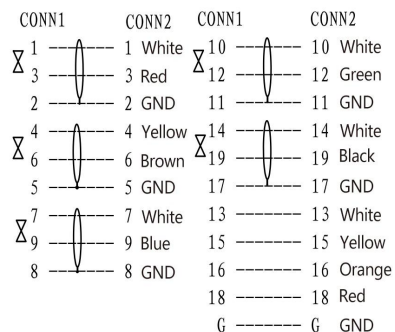 CONN1 CONN2
1 1 White
3 3 Red
2 2 GND
4 4 Yellow
6 6 Brown
5 5 GND
7 7 White
9 9 Blue
8 8 GND
CONN1 CONN2
10 10 White
12 12 Green
11 11 GND
14 14 White
19 19 Black
17 17 GND
13 13 White
15 15 Yellow
16 16 Orange
18 18 Red
G G GND